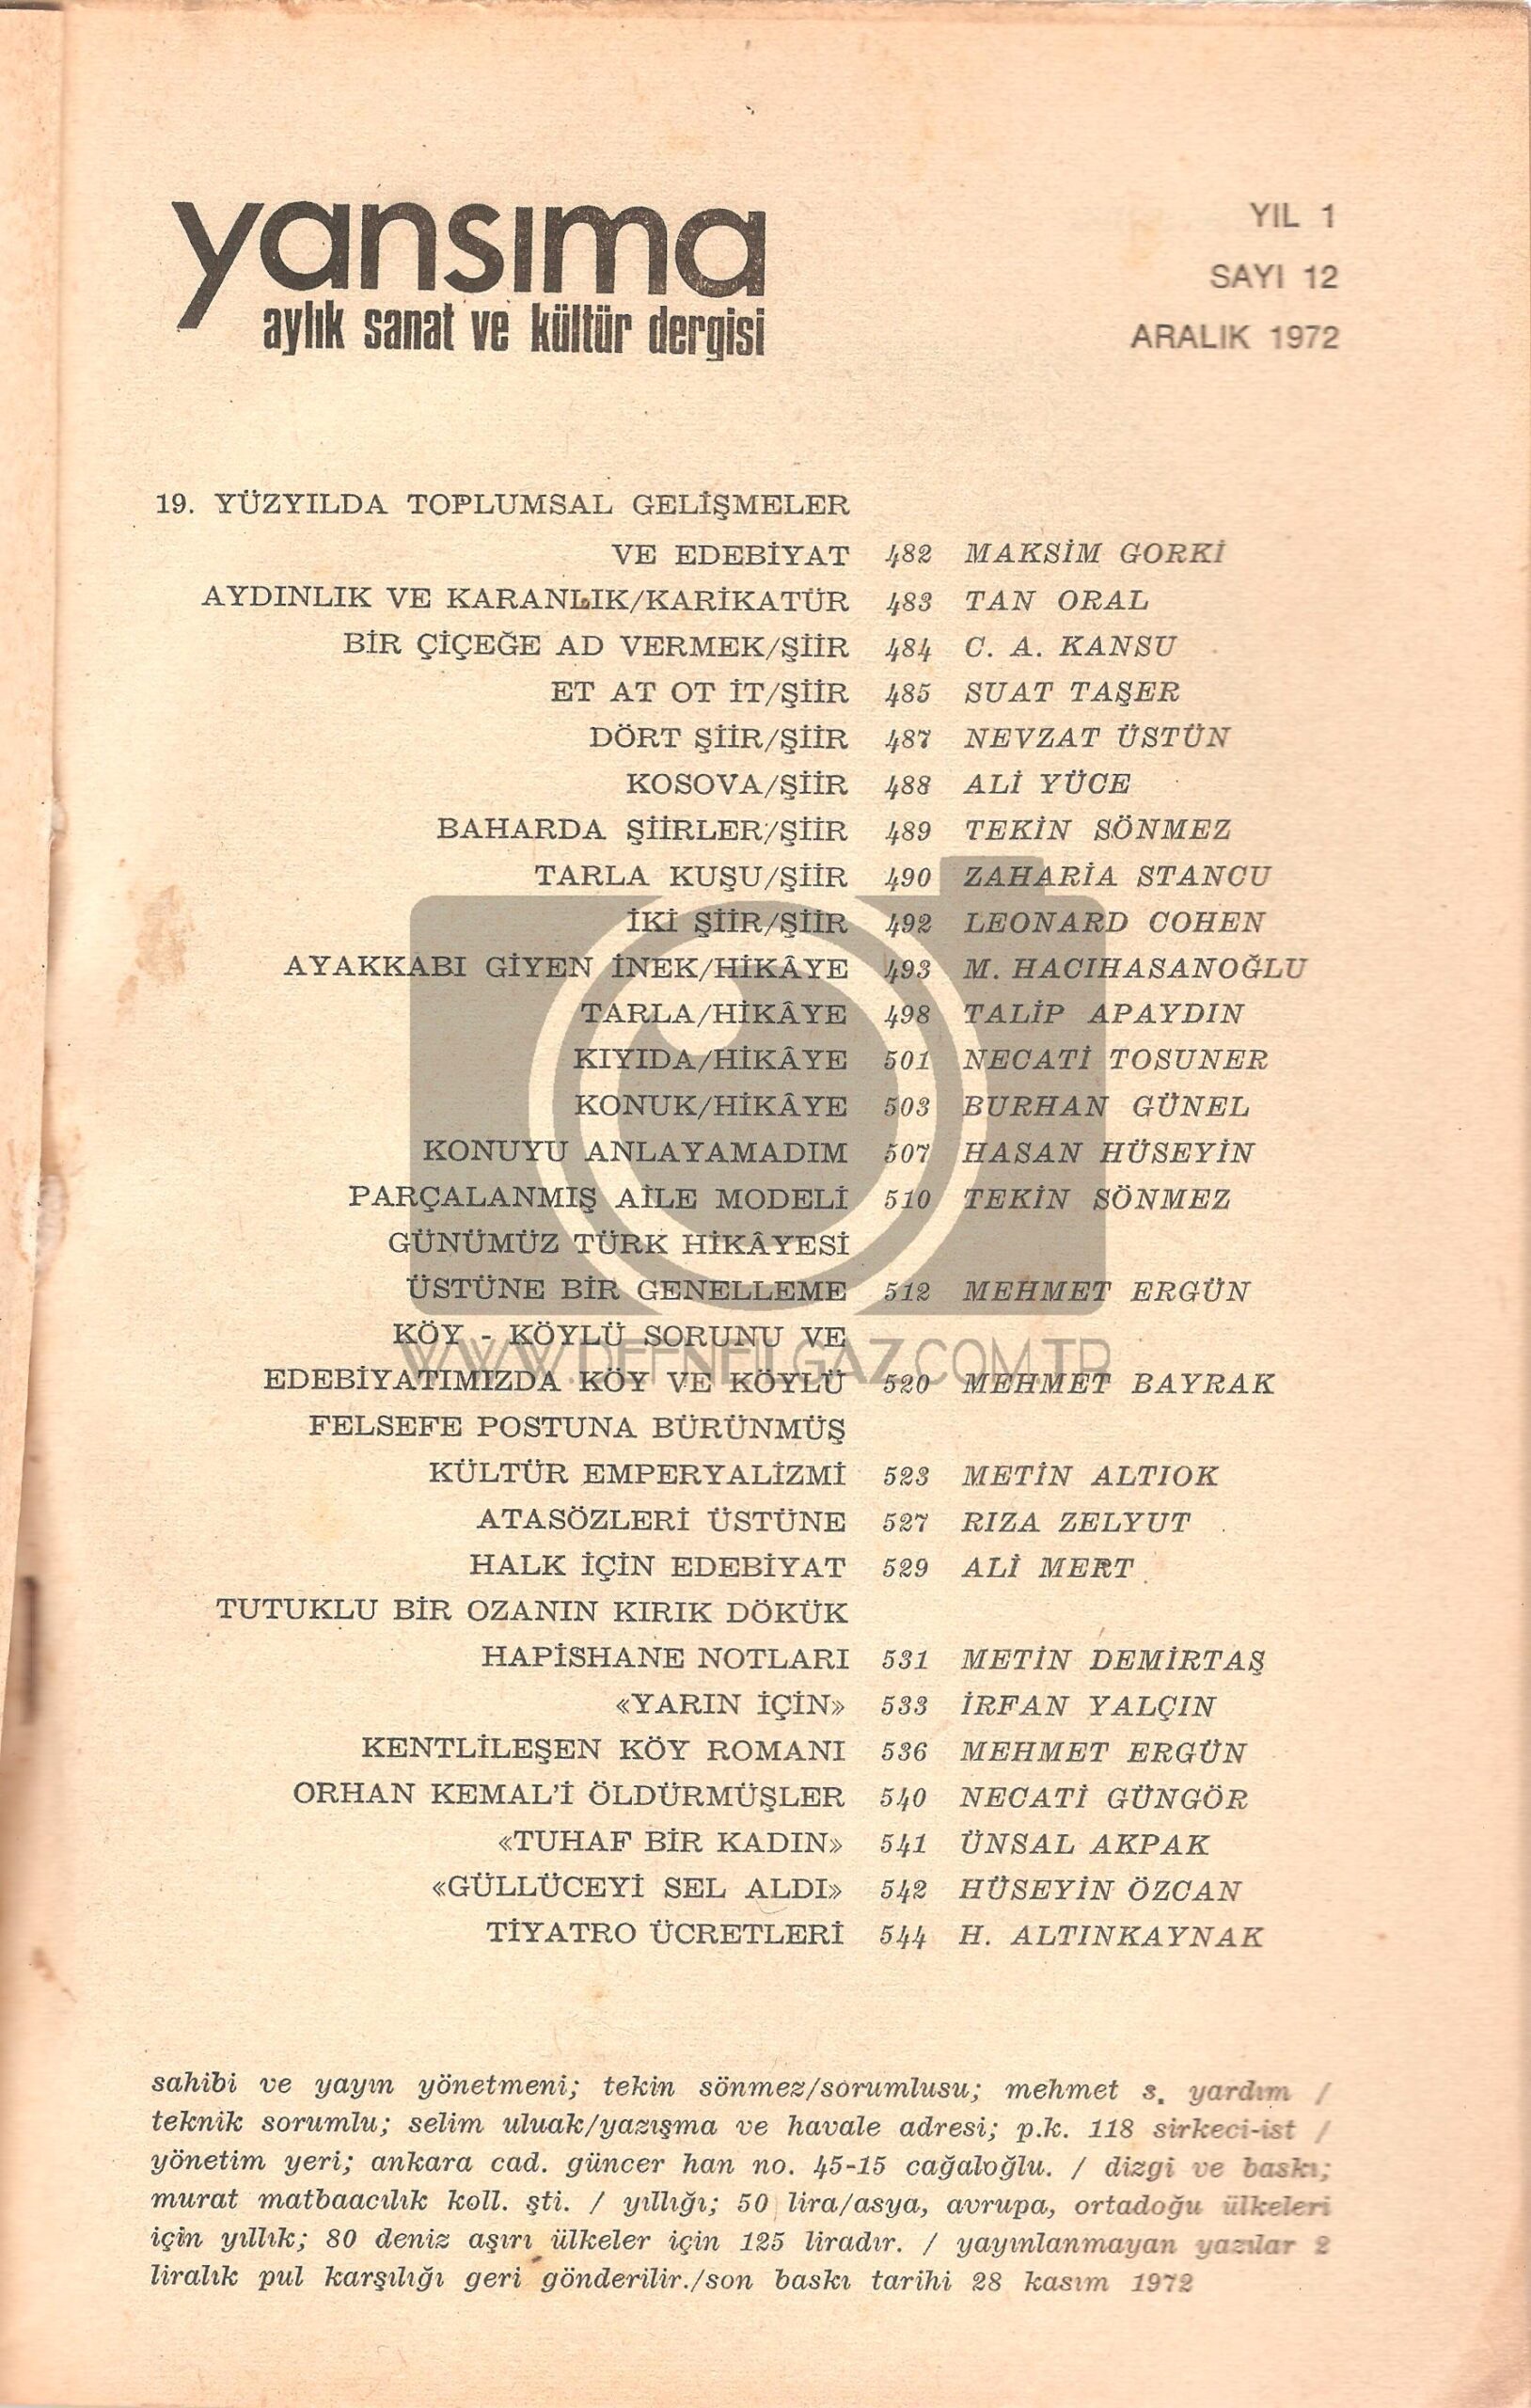 yansıma
aylık sanat ve kültür dergisi
YIL 1
SAYI 12
ARALIK 1972
19. YÜZYILDA TOPLUMSAL GELİŞMELER
VE EDEBİYAT 482 MAKSİM GORKİ
AYDINLIK VE KARANLIK/KARİKATÜR 483 TAN ORAL
BİR ÇİÇEĞE AD VERMEK/ŞİİR 484 C. A. KANSU
ET AT OT İT/ŞİİR 485 SUAT TAŞER
DÖRT ŞİİR/ŞİİR 487 NEVZAT ÜSTÜN
KOSOVA/ŞİİR 488 ALİ YÜCE
BAHARDA ŞİİRLER/ŞİİR 489 TEKİN SÖNMEZ
TARLA KUŞU/ŞİİR 490 ZAHARİA STANCU
İKİ ŞİİR/ŞİİR 492 LEONARD COHEN
AYAKKABI GİYEN İNEK/HİKÂYE 493 M. HACIHASANOĞLU
TARLA/HİKÂYE 498 TALİP APAYDIN
KIYIDA/HİKÂYE 501 NECATİ TOSUNER
KONUK/HİKÂYE 503 BURHAN GÜNEL
KONUYU ANLAYAMADIM 507 HASAN HÜSEYİN
PARÇALANMIŞ AİLE MODELİ 510 TEKİN SÖNMEZ
GÜNÜMÜZ TÜRK HİKÂYESİ
ÜSTÜNE BİR GENELLEME 512 MEHMET ERGÜN
KÖY - KÖYLÜ SORUNU VE
WWW.DEFNEILGAZ.COM.TR
EDEBİYATIMIZDA KÖY VE KÖYLÜ 520 MEHMET BAYRAK
FELSEFE POSTUNA BÜRÜNMÜŞ
KÜLTÜR EMPERYALİZMİ 523 METİN ALTIOK
ATASÖZLERİ ÜSTÜNE 527 RIZA ZELYUT
HALK İÇİN EDEBİYAT 529 ALİ MERT
TUTUKLU BİR OZANIN KIRIK DÖKÜK
HAPİSHANE NOTLARI 531 METİN DEMİRTAŞ
«YARIN İÇİN» 533 İRFAN YALÇIN
KENTLİLEŞEN KÖY ROMANI 536 MEHMET ERGÜN
ORHAN KEMAL'İ ÖLDÜRMÜŞLER 540 NECATİ GÜNGÖR
«TUHAF BİR KADIN» 541 ÜNSAL AKPAK
«GÜLLÜCEYİ SEL ALDI» 542 HÜSEYİN ÖZCAN
TİYATRO ÜCRETLERİ 544 H. ALTINKAYNAK
sahibi ve yayın yönetmeni; tekin sönmez/sorumlusu; mehmet s. yardım /
teknik sorumlu; selim uluak/yazışma ve havale adresi; p.k. 118 sirkeci-ist /
yönetim yeri; ankara cad. güncer han no. 45-15 cağaloğlu. / dizgi ve baskı;
murat matbaacılık koll. şti. / yıllığı; 50 lira/asya, avrupa, ortadoğu ülkeleri
için yıllık; 80 deniz aşırı ülkeler için 125 liradır. / yayınlanmayan yazılar 2
liralık pul karşılığı geri gönderilir./son baskı tarihi 28 kasım 1972